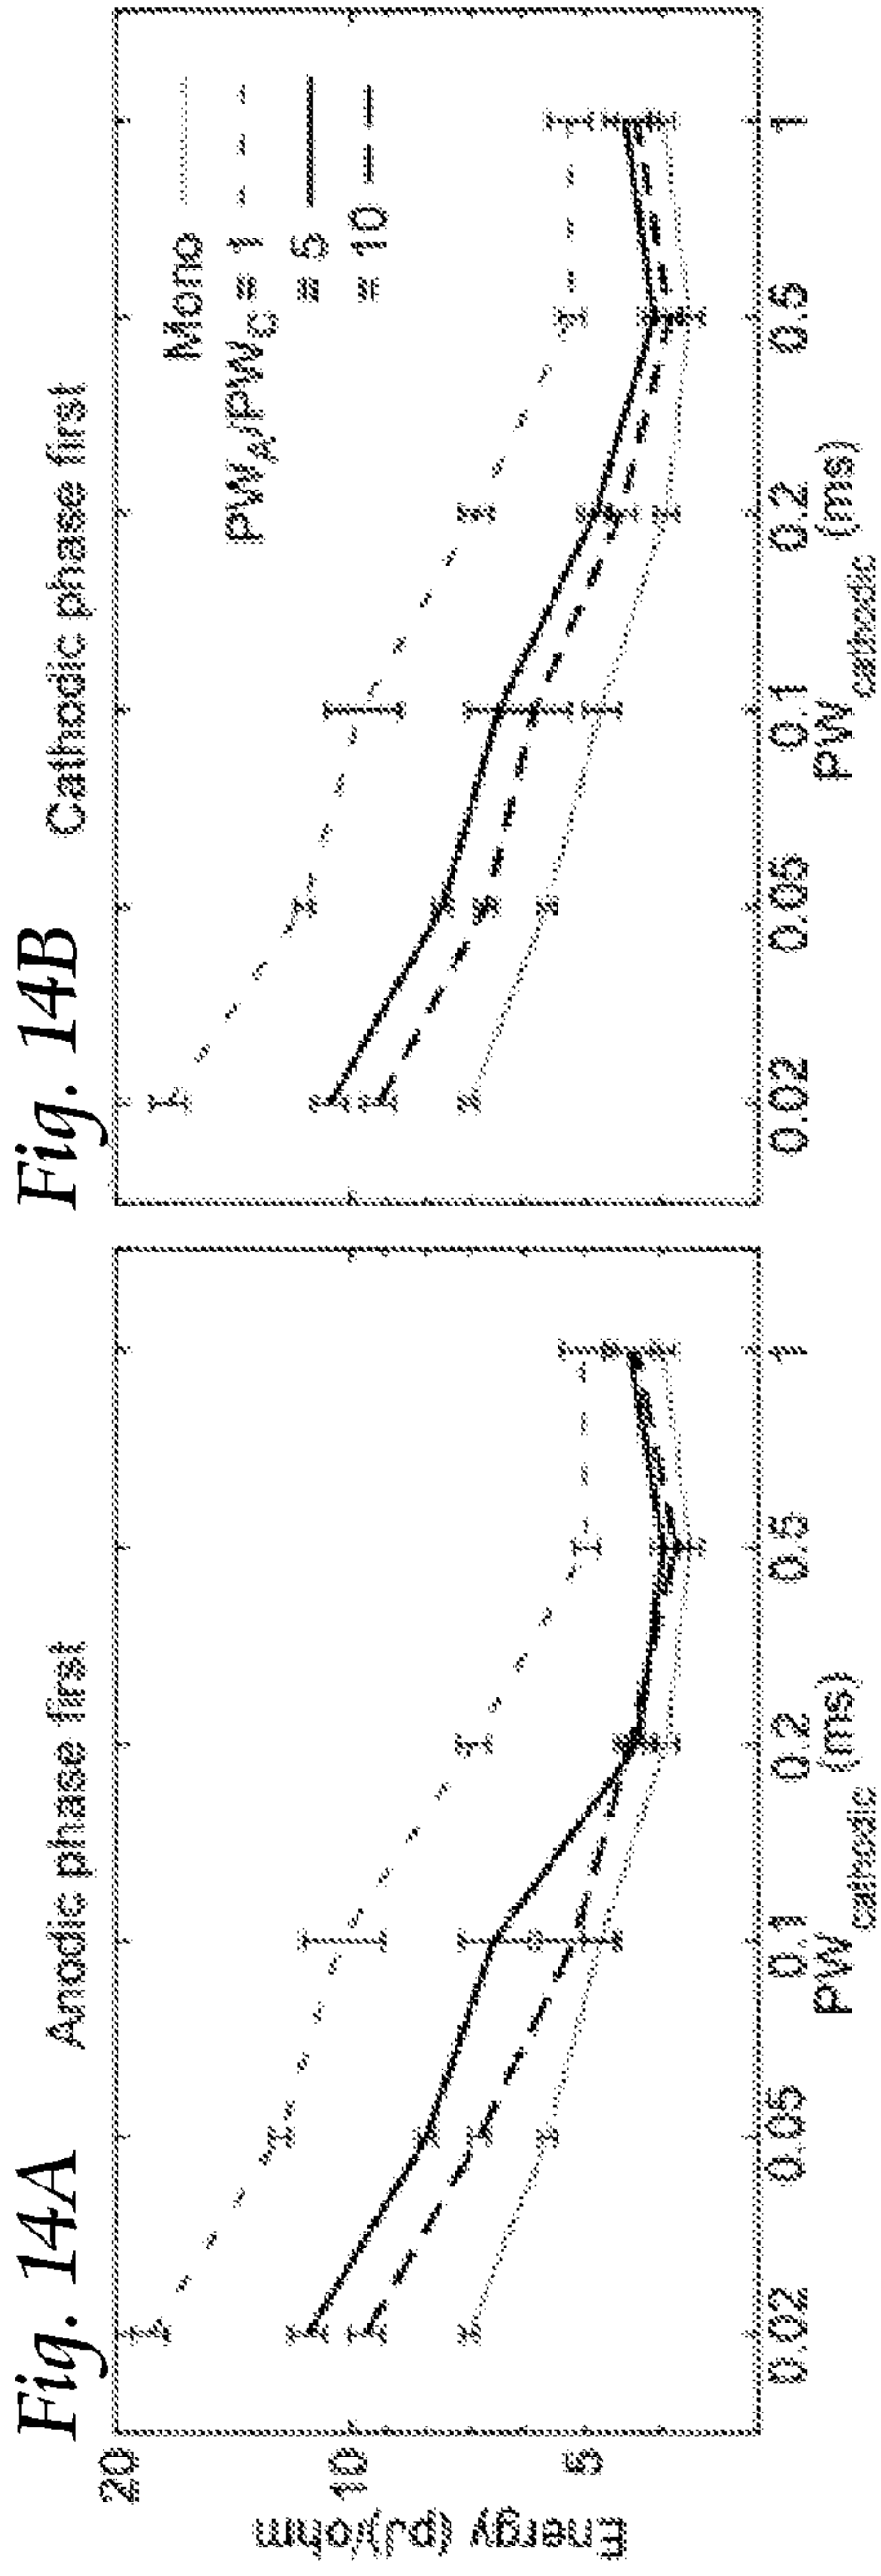 Fig. 14A
Anodic phase first
Energy (pJ)/ohm
20
10
5
0.02
0.05
0.1
0.2
0.5
1
PW cathodic (ms)
Fig. 14B
Cathodic phase first
Mono
PW A/PW C = 1
= 5
= 10
0.02
0.05
0.1
0.2
0.5
1
PW cathodic (ms)